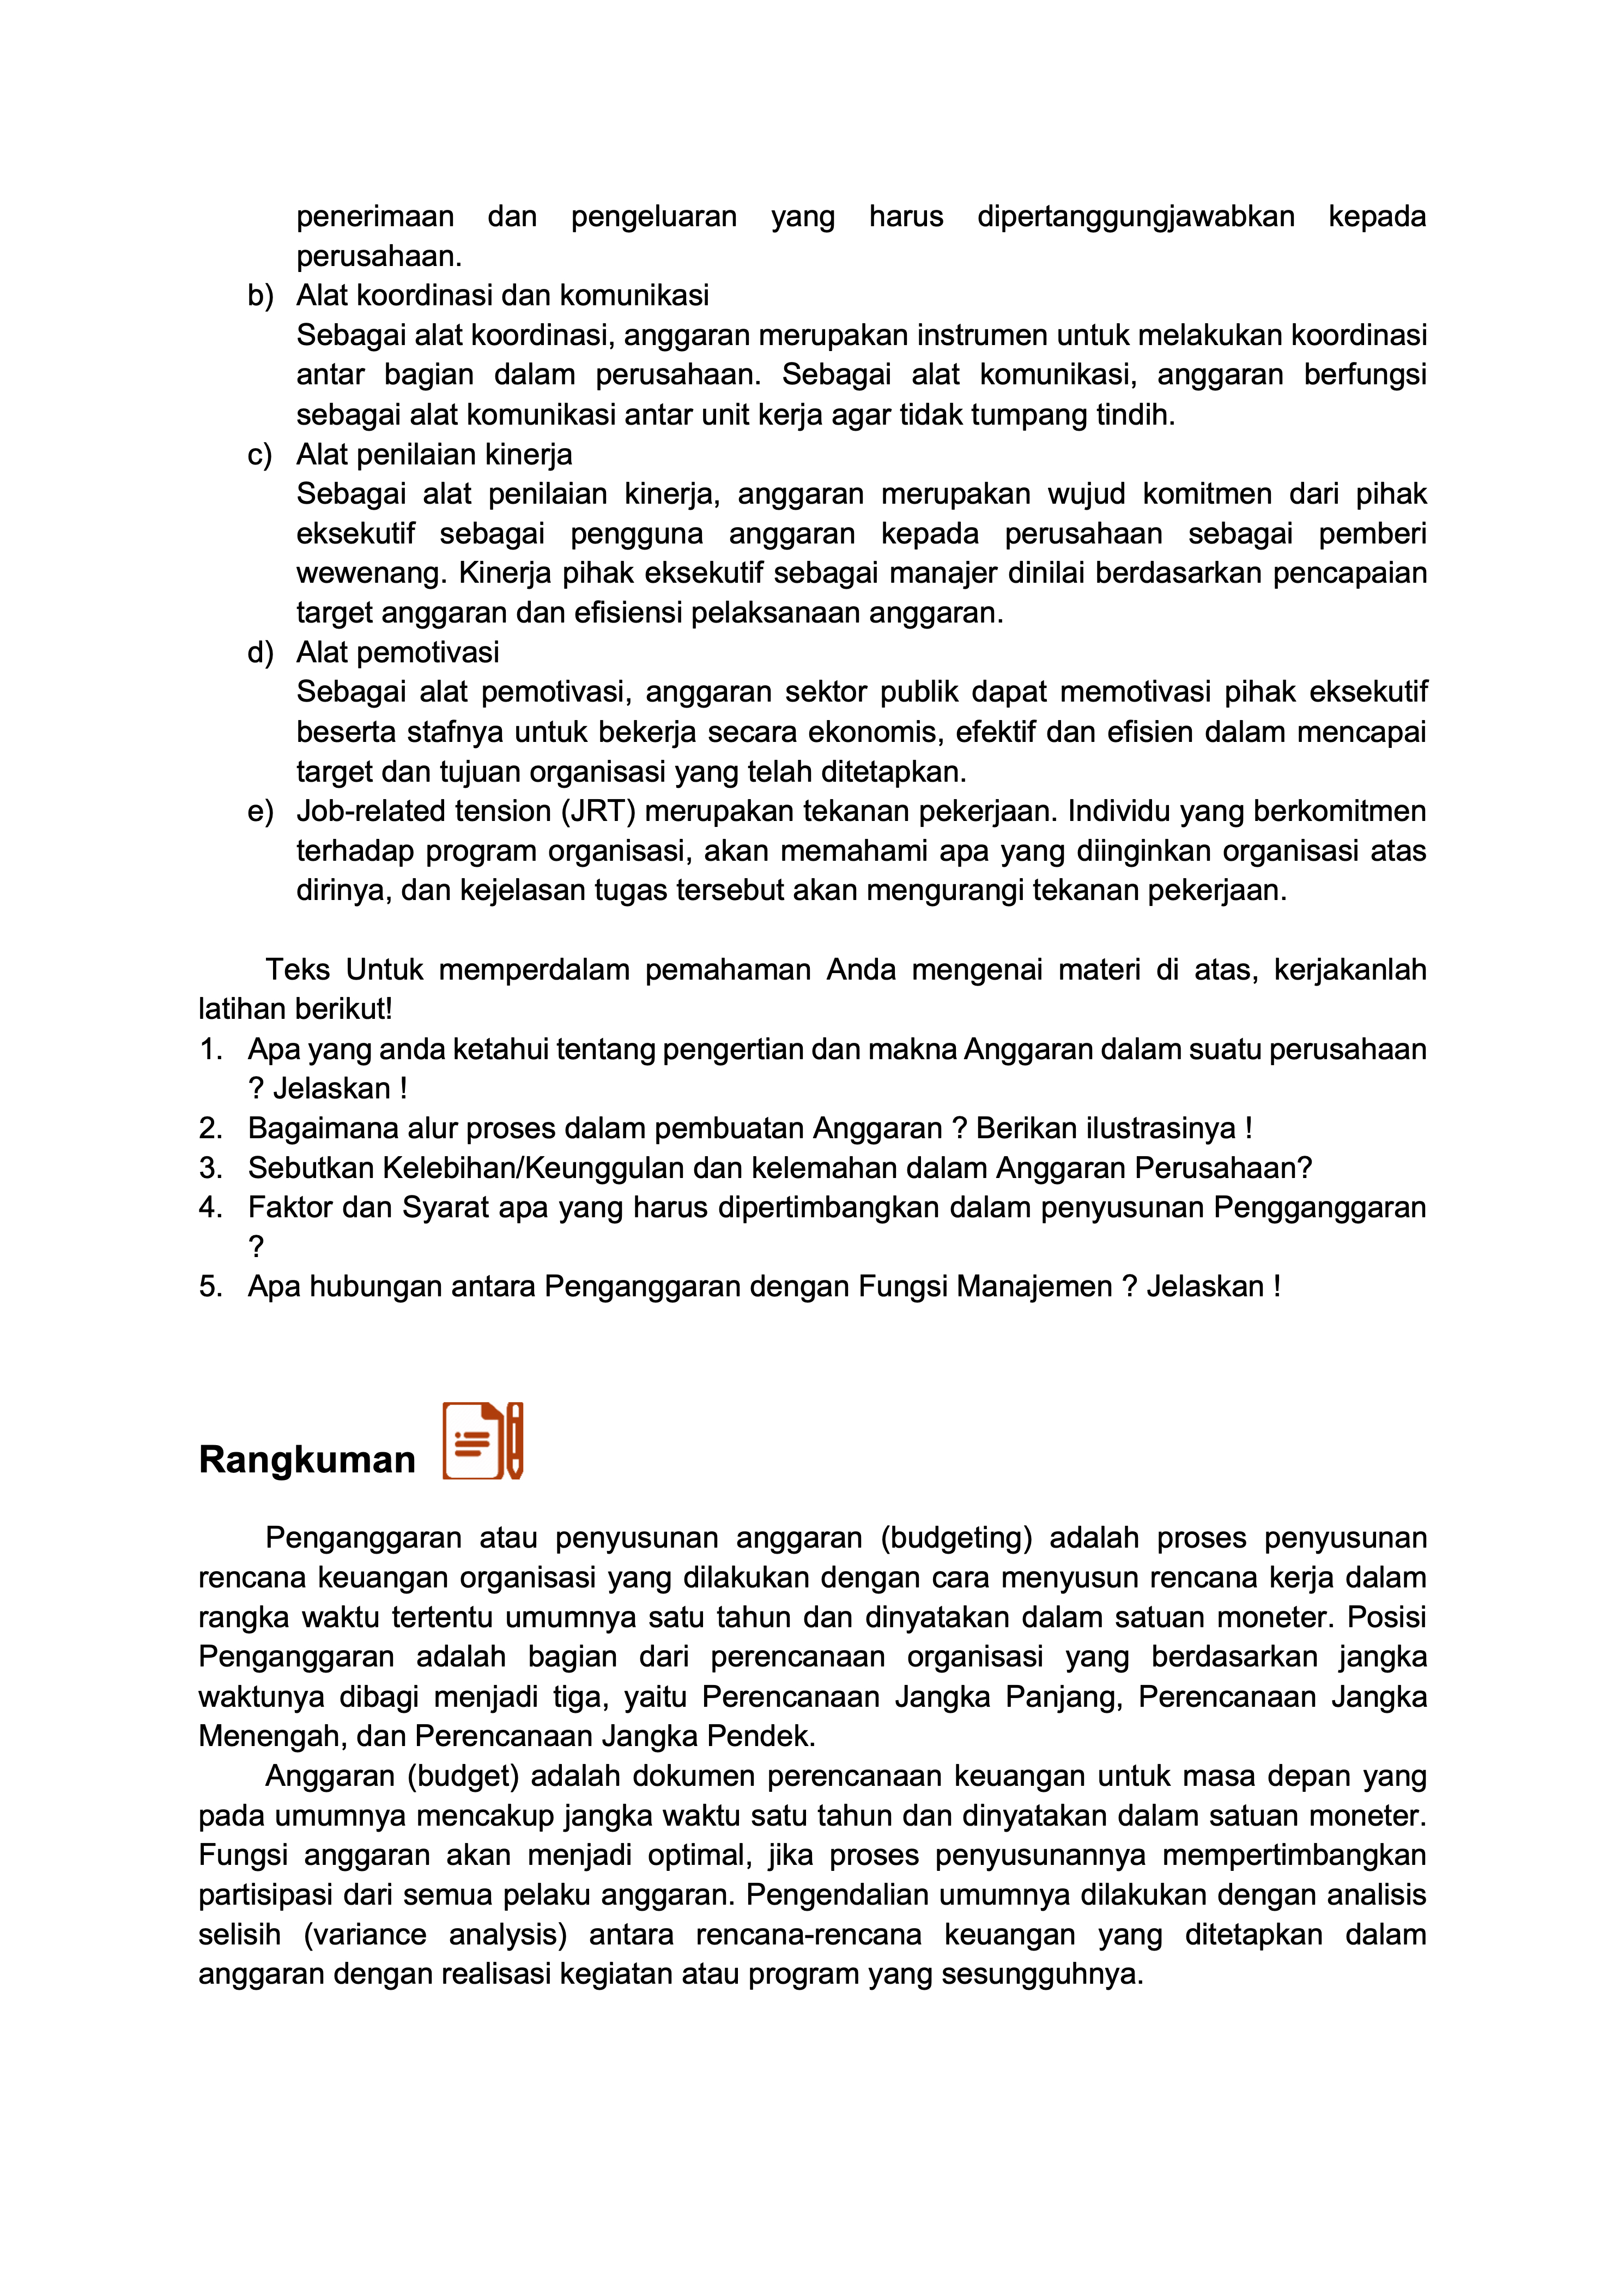 penerimaan dan pengeluaran yang harus dipertanggungjawabkan kepada
perusahaan.
b) Alat koordinasi dan komunikasi
Sebagai alat koordinasi, anggaran merupakan instrumen untuk melakukan koordinasi
antar bagian dalam perusahaan. Sebagai alat komunikasi, anggaran berfungsi
sebagai alat komunikasi antar unit kerja agar tidak tumpang tindih.
c) Alat penilaian kinerja
Sebagai alat penilaian kinerja, anggaran merupakan wujud komitmen dari pihak
eksekutif sebagai pengguna anggaran kepada perusahaan sebagai pemberi
wewenang. Kinerja pihak eksekutif sebagai manajer dinilai berdasarkan pencapaian
target anggaran dan efisiensi pelaksanaan anggaran.
d) Alat pemotivasi
Sebagai alat pemotivasi, anggaran sektor publik dapat memotivasi pihak eksekutif
beserta stafnya untuk bekerja secara ekonomis, efektif dan efisien dalam mencapai
target dan tujuan organisasi yang telah ditetapkan.
e) Job-related tension (JRT) merupakan tekanan pekerjaan. Individu yang berkomitmen
terhadap program organisasi, akan memahami apa yang diinginkan organisasi atas
dirinya, dan kejelasan tugas tersebut akan mengurangi tekanan pekerjaan.
Teks Untuk memperdalam pemahaman Anda mengenai materi di atas, kerjakanlah
latihan berikut!
1. Apa yang anda ketahui tentang pengertian dan makna Anggaran dalam suatu perusahaan
? Jelaskan !
2. Bagaimana alur proses dalam pembuatan Anggaran ? Berikan ilustrasinya !
3. Sebutkan Kelebihan/Keunggulan dan kelemahan dalam Anggaran Perusahaan?
4. Faktor dan Syarat apa yang harus dipertimbangkan dalam penyusunan Pengganggaran
?
5. Apa hubungan antara Penganggaran dengan Fungsi Manajemen ? Jelaskan !
Rangkuman
Penganggaran atau penyusunan anggaran (budgeting) adalah proses penyusunan
rencana keuangan organisasi yang dilakukan dengan cara menyusun rencana kerja dalam
rangka waktu tertentu umumnya satu tahun dan dinyatakan dalam satuan moneter. Posisi
Penganggaran adalah bagian dari perencanaan organisasi yang berdasarkan jangka
waktunya dibagi menjadi tiga, yaitu Perencanaan Jangka Panjang, Perencanaan Jangka
Menengah, dan Perencanaan Jangka Pendek.
Anggaran (budget) adalah dokumen perencanaan keuangan untuk masa depan yang
pada umumnya mencakup jangka waktu satu tahun dan dinyatakan dalam satuan moneter.
Fungsi anggaran akan menjadi optimal, jika proses penyusunannya mempertimbangkan
partisipasi dari semua pelaku anggaran. Pengendalian umumnya dilakukan dengan analisis
selisih (variance analysis) antara rencana-rencana keuangan yang ditetapkan dalam
anggaran dengan realisasi kegiatan atau program yang sesungguhnya.